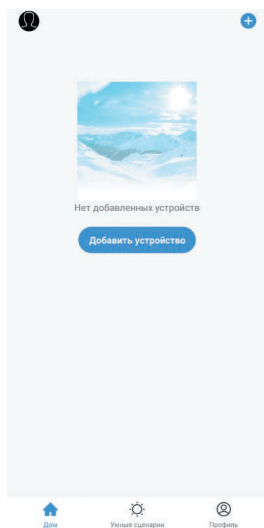 Нет добавленных устройств
Добавить устройство
Дом
Умные сценарии
Профиль